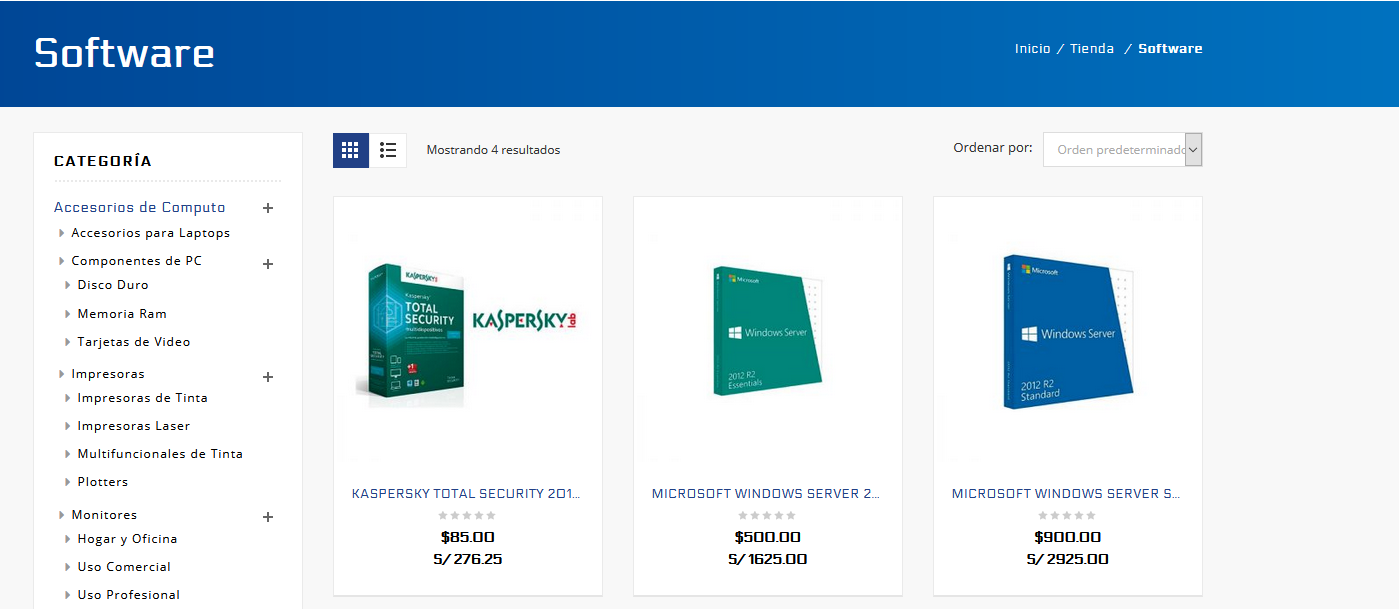 Software
Inicio / Tienda / Software
CATEGORÍA
Accesorios de Computo +
Accesorios para Laptops
Componentes de PC +
Disco Duro
Memoria Ram
Tarjetas de Video
Impresoras +
Impresoras de Tinta
Impresoras Laser
Multifuncionales de Tinta
Plotters
Monitores +
Hogar y Oficina
Uso Comercial
Uso Profesional
Mostrando 4 resultados
Ordenar por:
Orden predeterminado
KASPERSKY
Kaspersky
TOTAL
SECURITY
multidispositivos
KASPERSKY lab
KASPERSKY TOTAL SECURITY 201...
$85.00
S/ 276.25
Microsoft
Windows Server
2012 R2
Essentials
MICROSOFT WINDOWS SERVER 2...
$500.00
S/ 1625.00
Microsoft
Windows Server
2012 R2
Standard
MICROSOFT WINDOWS SERVER S...
$900.00
S/ 2925.00